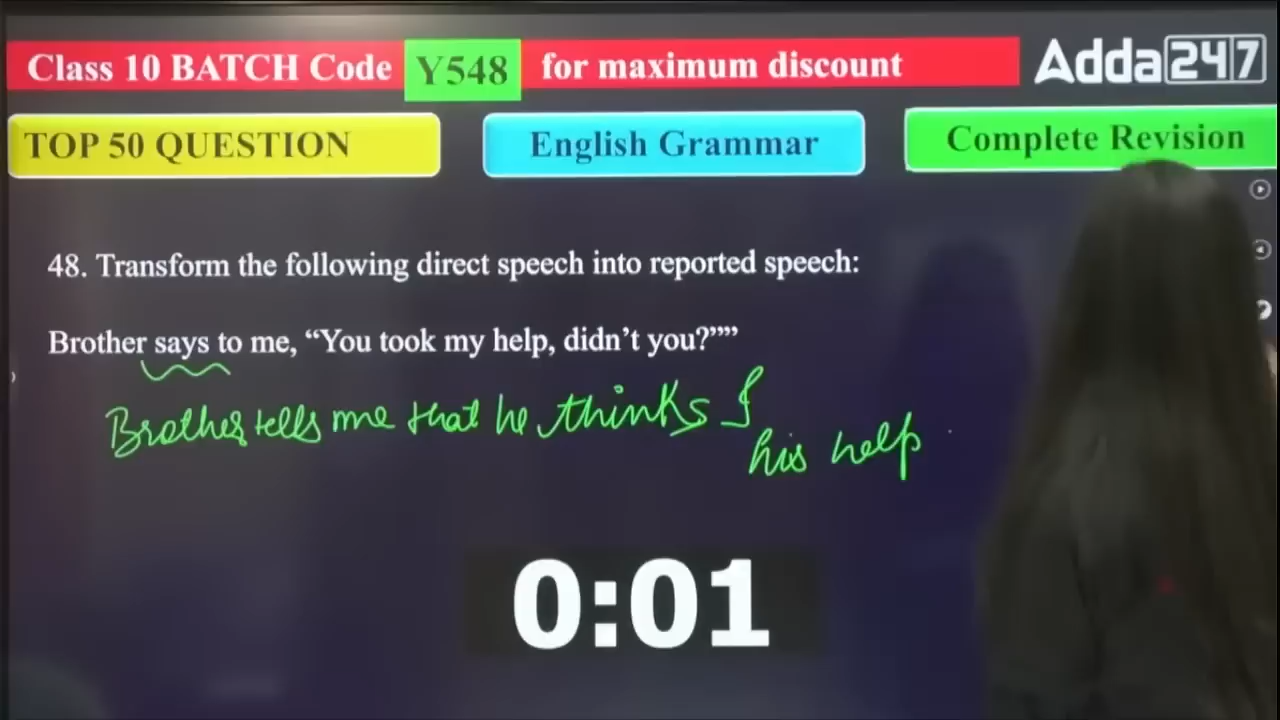 Class 10 BATCH Code Y548 for maximum discount
Adda247
TOP 50 QUESTION
English Grammar
Complete Revision
48. Transform the following direct speech into reported speech:
Brother says to me, “You took my help, didn’t you?””’
Brother tells me that he thinks I
his help
0:01